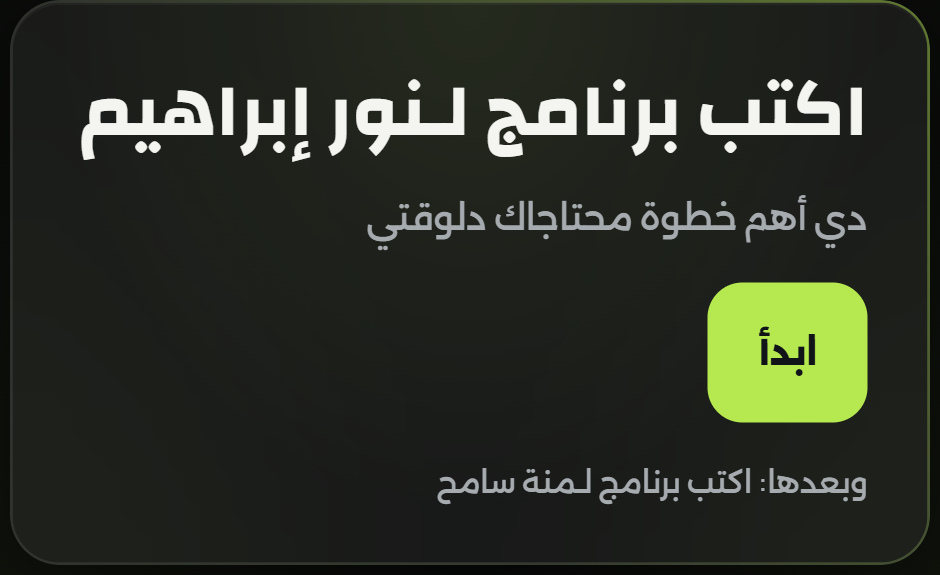 اكتب برنامج لـنور إبراهيم
دي أهم خطوة محتاجاك دلوقتي
ابدأ
وبعدها: اكتب برنامج لـمنة سامح